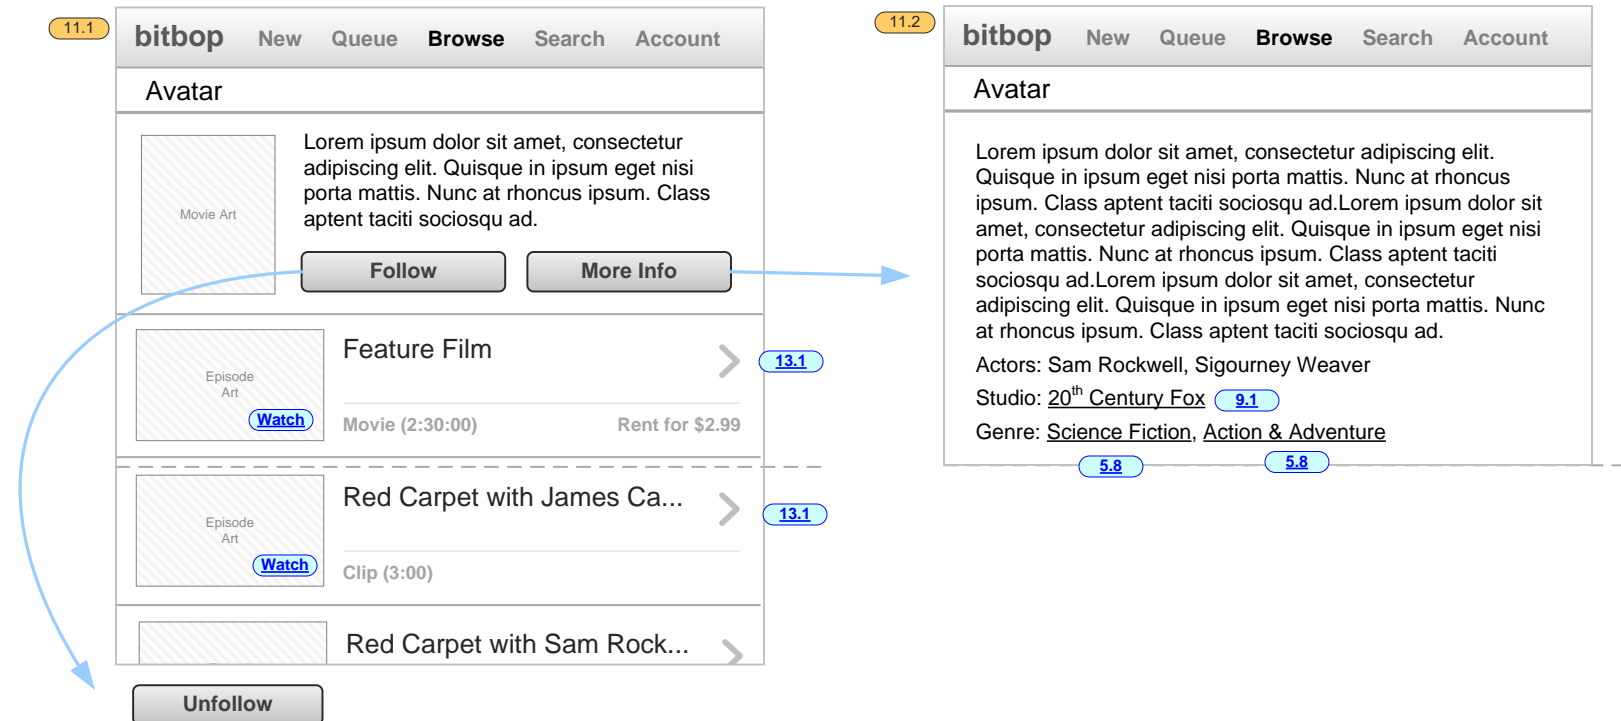 11.1
bitbop New Queue Browse Search Account
Avatar
Movie Art
Lorem ipsum dolor sit amet, consectetur
adipiscing elit. Quisque in ipsum eget nisi
porta mattis. Nunc at rhoncus ipsum. Class
aptent taciti sociosqu ad.
Follow More Info
Episode
Art
Watch
Feature Film
13.1
Movie (2:30:00) Rent for $2.99
Episode
Art
Watch
Red Carpet with James Ca...
13.1
Clip (3:00)
Red Carpet with Sam Rock...
Unfollow
11.2
bitbop New Queue Browse Search Account
Avatar
Lorem ipsum dolor sit amet, consectetur adipiscing elit.
Quisque in ipsum eget nisi porta mattis. Nunc at rhoncus
ipsum. Class aptent taciti sociosqu ad.Lorem ipsum dolor sit
amet, consectetur adipiscing elit. Quisque in ipsum eget nisi
porta mattis. Nunc at rhoncus ipsum. Class aptent taciti
sociosqu ad.Lorem ipsum dolor sit amet, consectetur
adipiscing elit. Quisque in ipsum eget nisi porta mattis. Nunc
at rhoncus ipsum. Class aptent taciti sociosqu ad.
Actors: Sam Rockwell, Sigourney Weaver
Studio: 20th Century Fox 9.1
Genre: Science Fiction, Action & Adventure
5.8 5.8